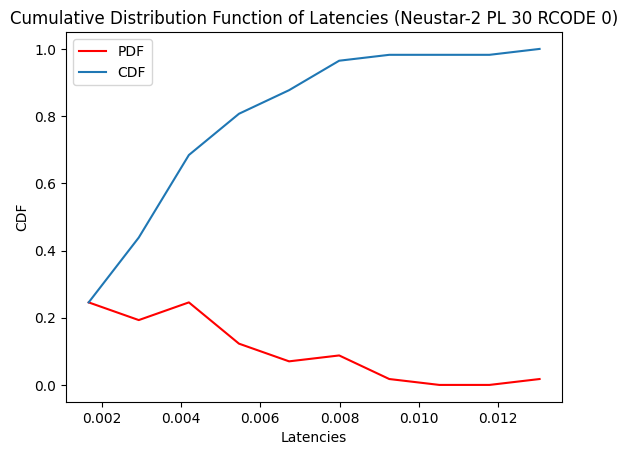 Cumulative Distribution Function of Latencies (Neustar-2 PL 30 RCODE 0)
PDF
CDF
1.0
0.8
0.6
0.4
0.2
0.0
CDF
0.002 0.004 0.006 0.008 0.010 0.012
Latencies